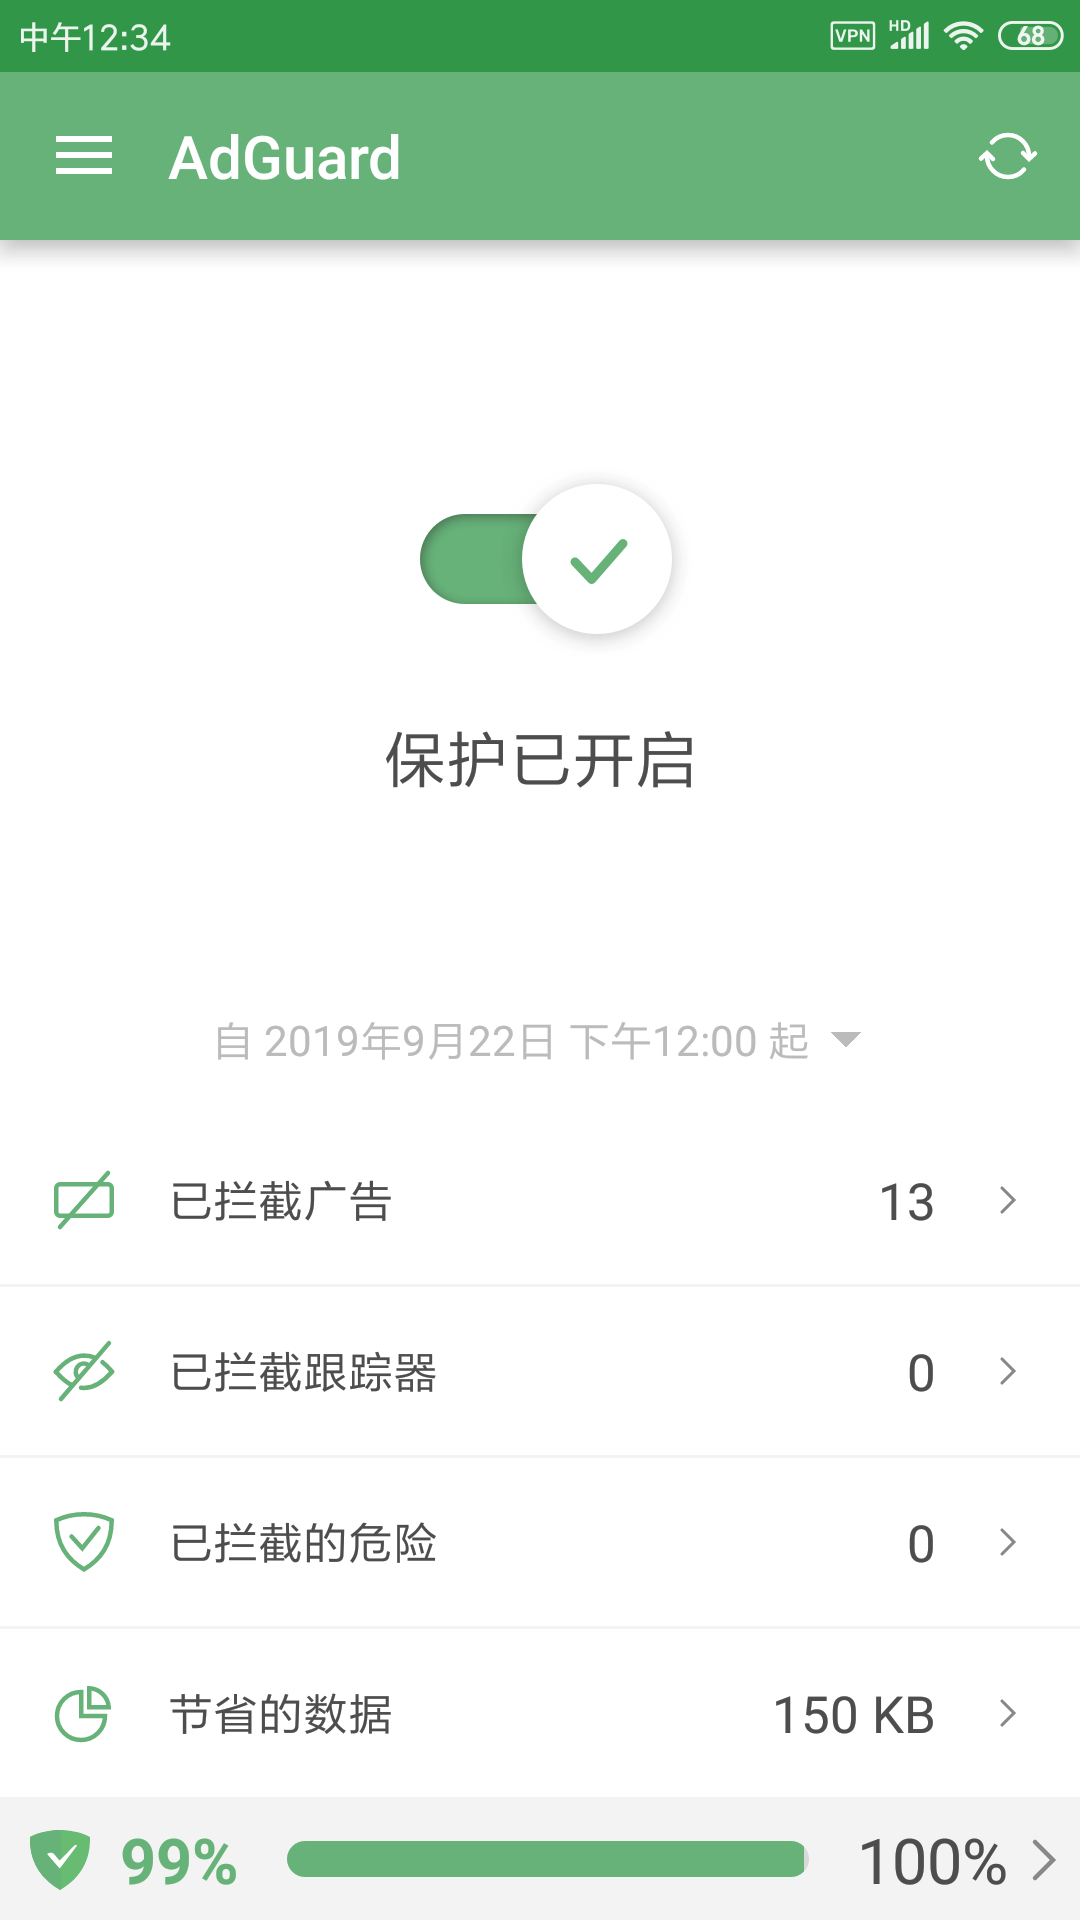 中午12:34 VPN HD 68
AdGuard
保护已开启
自 2019年9月22日 下午12:00 起
已拦截广告 13
已拦截跟踪器 0
已拦截的危险 0
节省的数据 150 KB
99% 100%